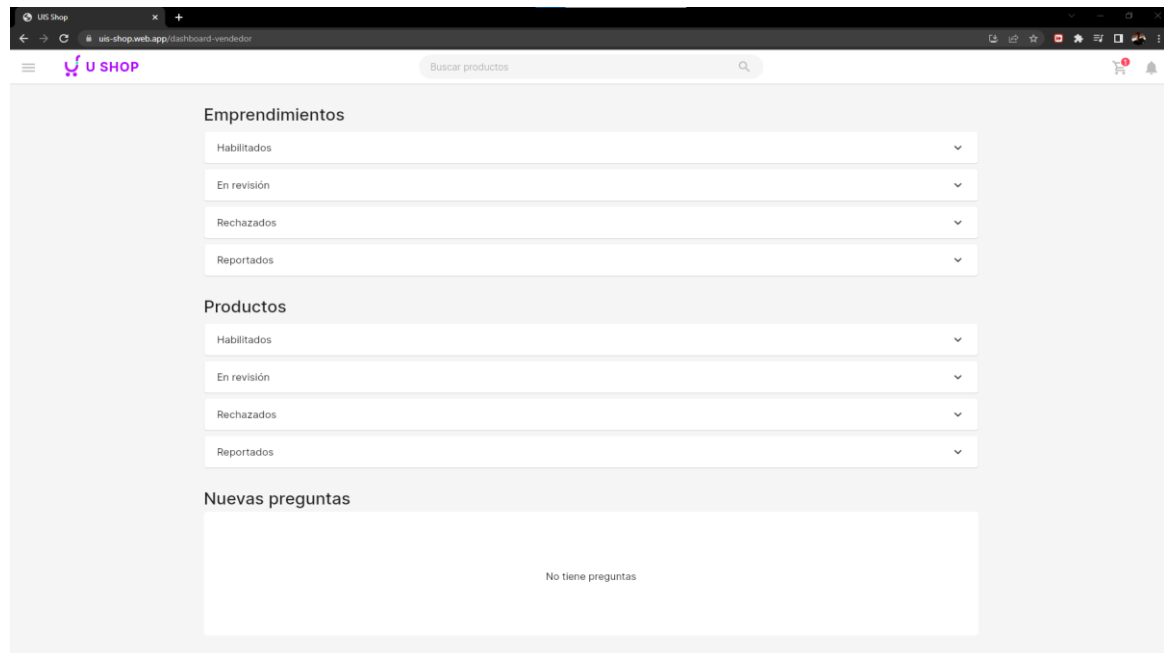 UIS Shop
uis-shop.web.app/dashboard-vendedor
U SHOP
Buscar productos
1
Emprendimientos
Habilitados
En revisión
Rechazados
Reportados
Productos
Habilitados
En revisión
Rechazados
Reportados
Nuevas preguntas
No tiene preguntas